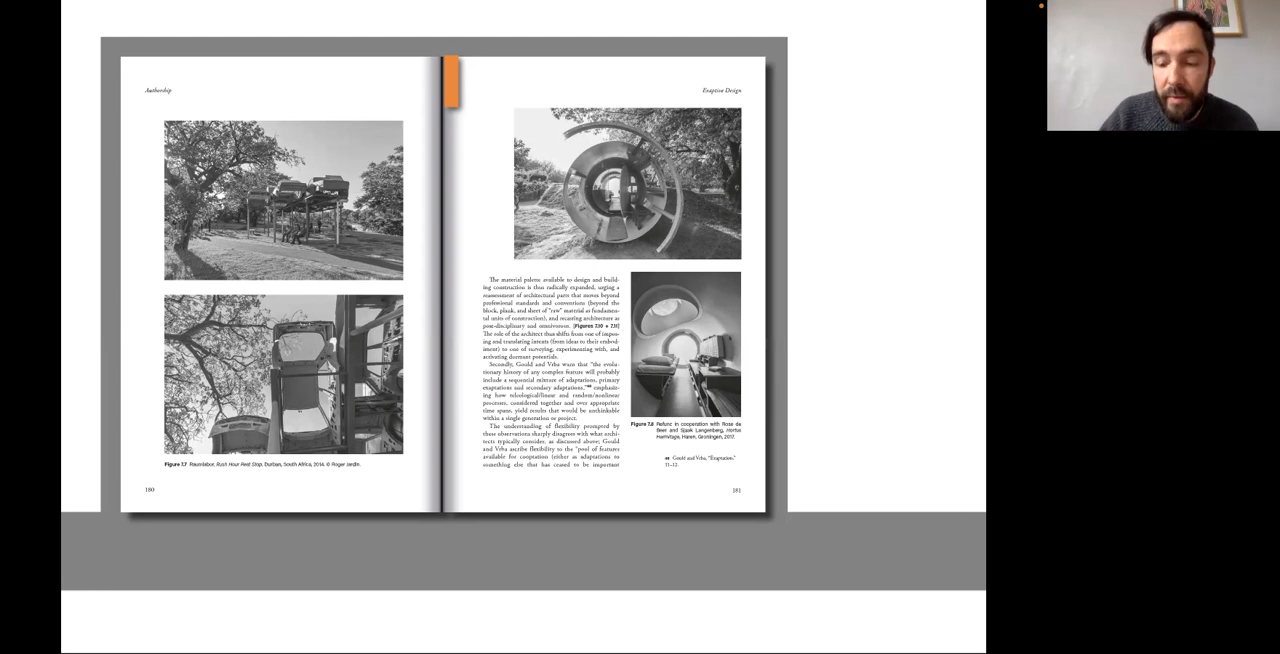 Authorship
Figure 7.7 Raumlabor, Rush Hour Rest Stop, Durban, South Africa, 2014. © Roger Jardin.
180
Exaptive Design
The material palette available to design and build-
ing construction is thus radically expanded, urging a
reassessment of architectural parts that moves beyond
professional standards and conventions (beyond the
block, plank, and sheet of "raw" material as fundamen-
tal units of construction), and recasting architecture as
post-disciplinary and omnivorous. [Figures 7.10 + 7.11]
The role of the architect thus shifts from one of impos-
ing and translating intents (from ideas to their embod-
iment) to one of surveying, experimenting with, and
activating dormant potentials.
Secondly, Gould and Vrba warn that "the evolu-
tionary history of any complex feature will probably
include a sequential mixture of adaptations, primary
exaptations and secondary adaptations,"⁴⁸ emphasiz-
ing how teleological/linear and random/nonlinear
processes, considered together and over appropriate
time spans, yield results that would be unthinkable
within a single generation or project.
The understanding of flexibility prompted by
these observations sharply disagrees with what archi-
tects typically consider, as discussed above; Gould
and Vrba ascribe flexibility to the "pool of features
available for cooptation (either as adaptations to
something else that has ceased to be important
Figure 7.8 Refunc in cooperation with Rose de
Beer and Sjaak Langenberg, Hortus
Hermitage, Haren, Groningen, 2017.
Gould and Vrba, "Exaptation,"
11–12.
181